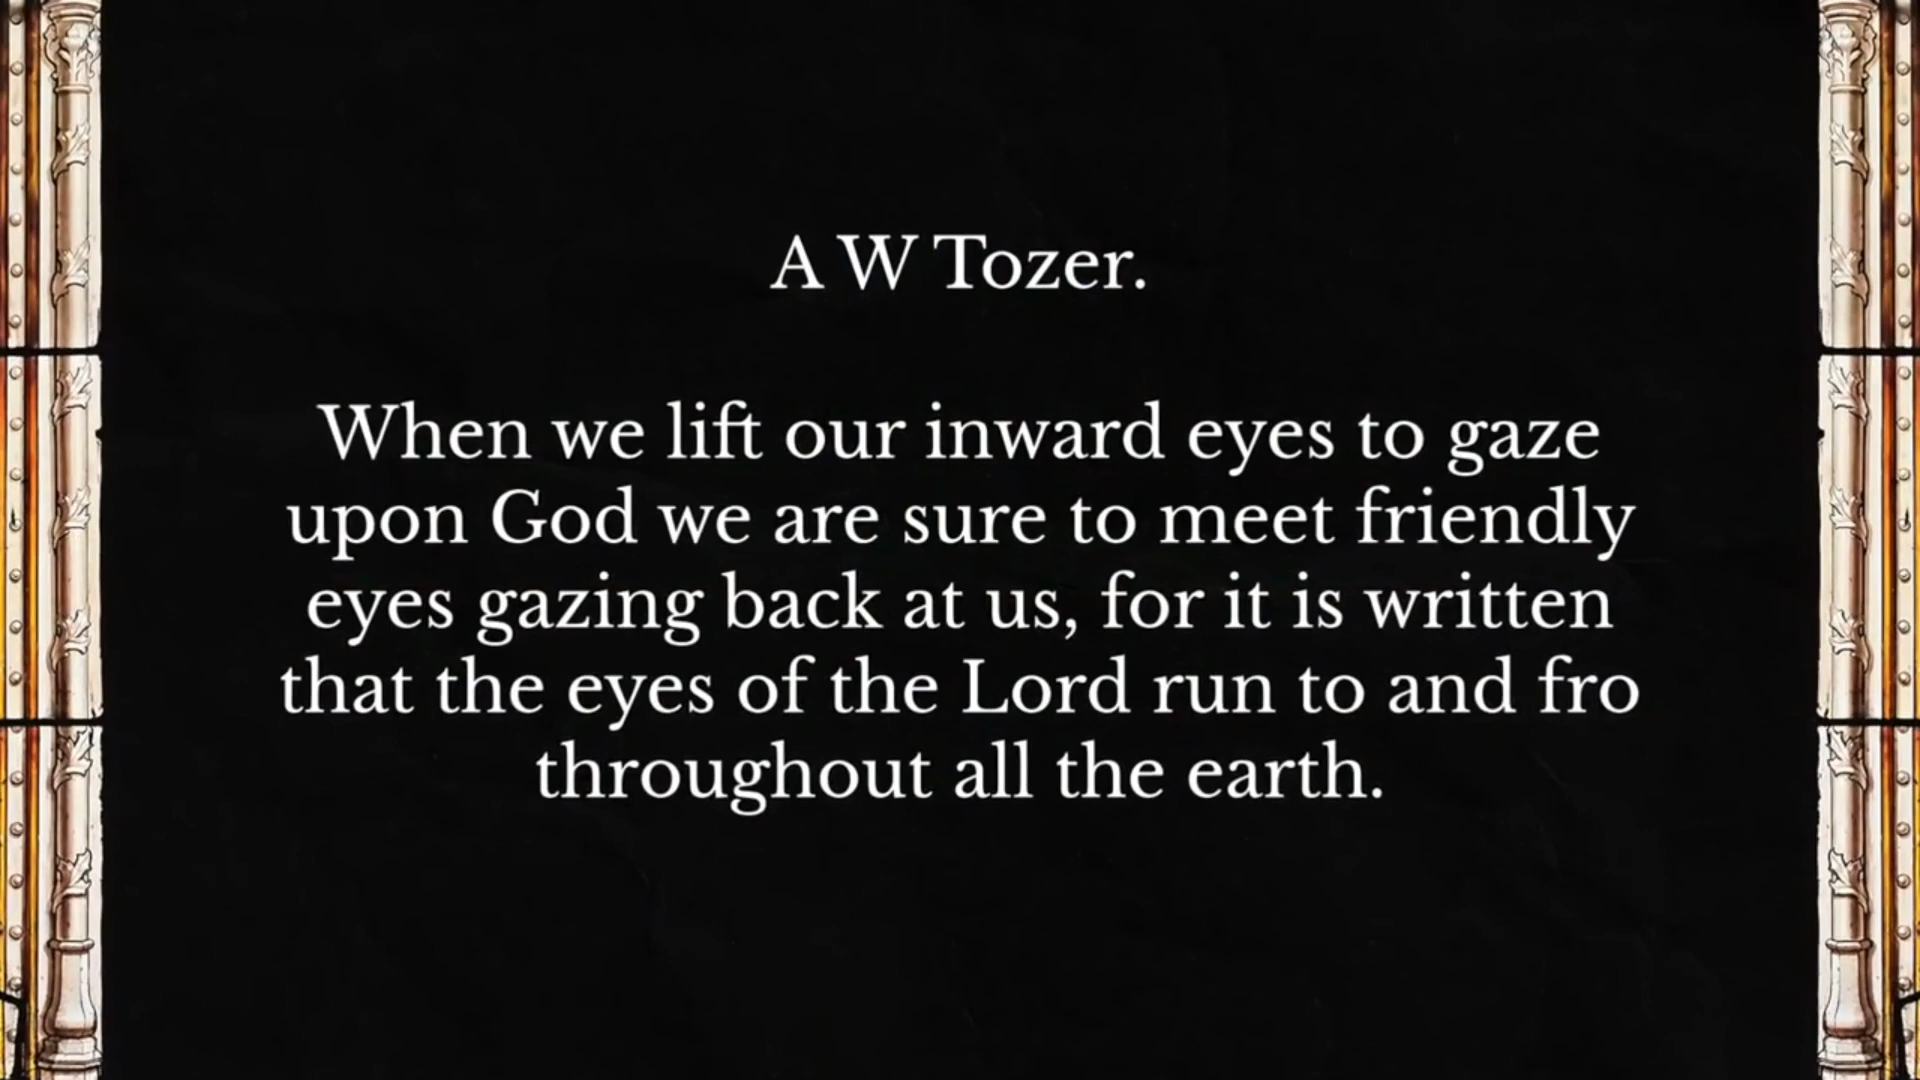 A W Tozer.
When we lift our inward eyes to gaze
upon God we are sure to meet friendly
eyes gazing back at us, for it is written
that the eyes of the Lord run to and fro
throughout all the earth.